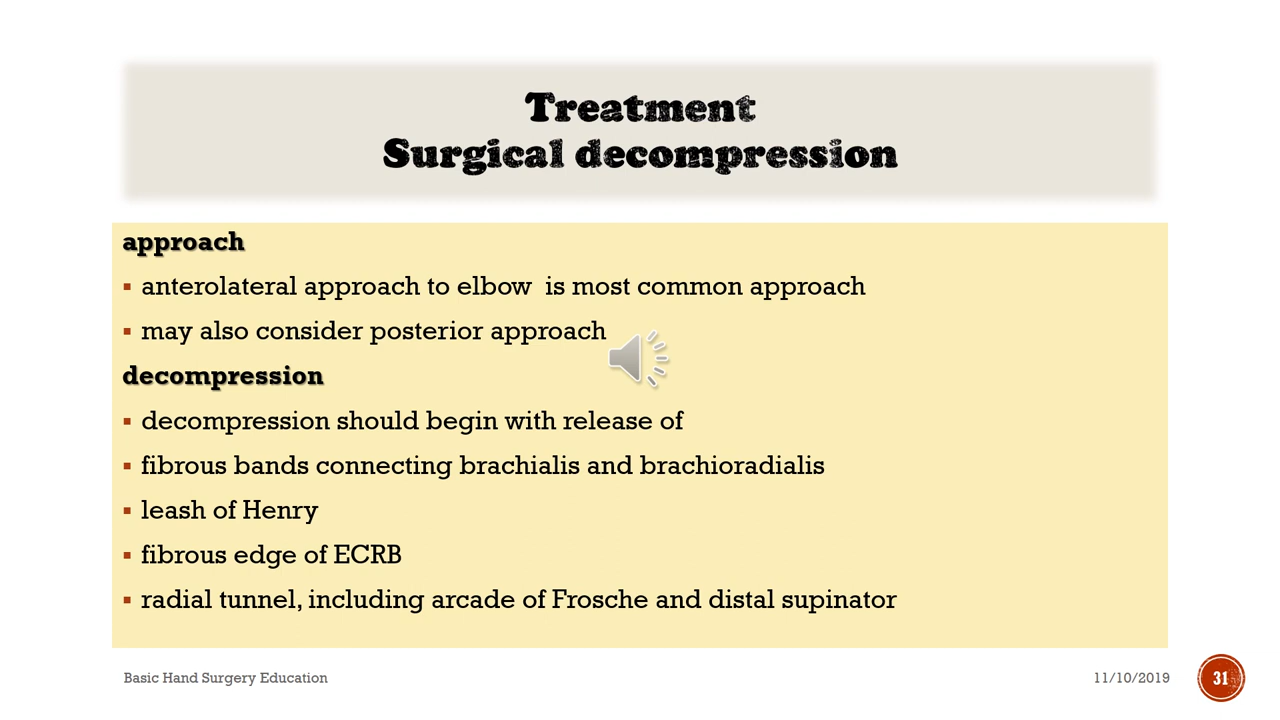 Treatment
Surgical decompression
approach
▪ anterolateral approach to elbow is most common approach
▪ may also consider posterior approach
decompression
▪ decompression should begin with release of
▪ fibrous bands connecting brachialis and brachioradialis
▪ leash of Henry
▪ fibrous edge of ECRB
▪ radial tunnel, including arcade of Frosche and distal supinator
Basic Hand Surgery Education
11/10/2019
31